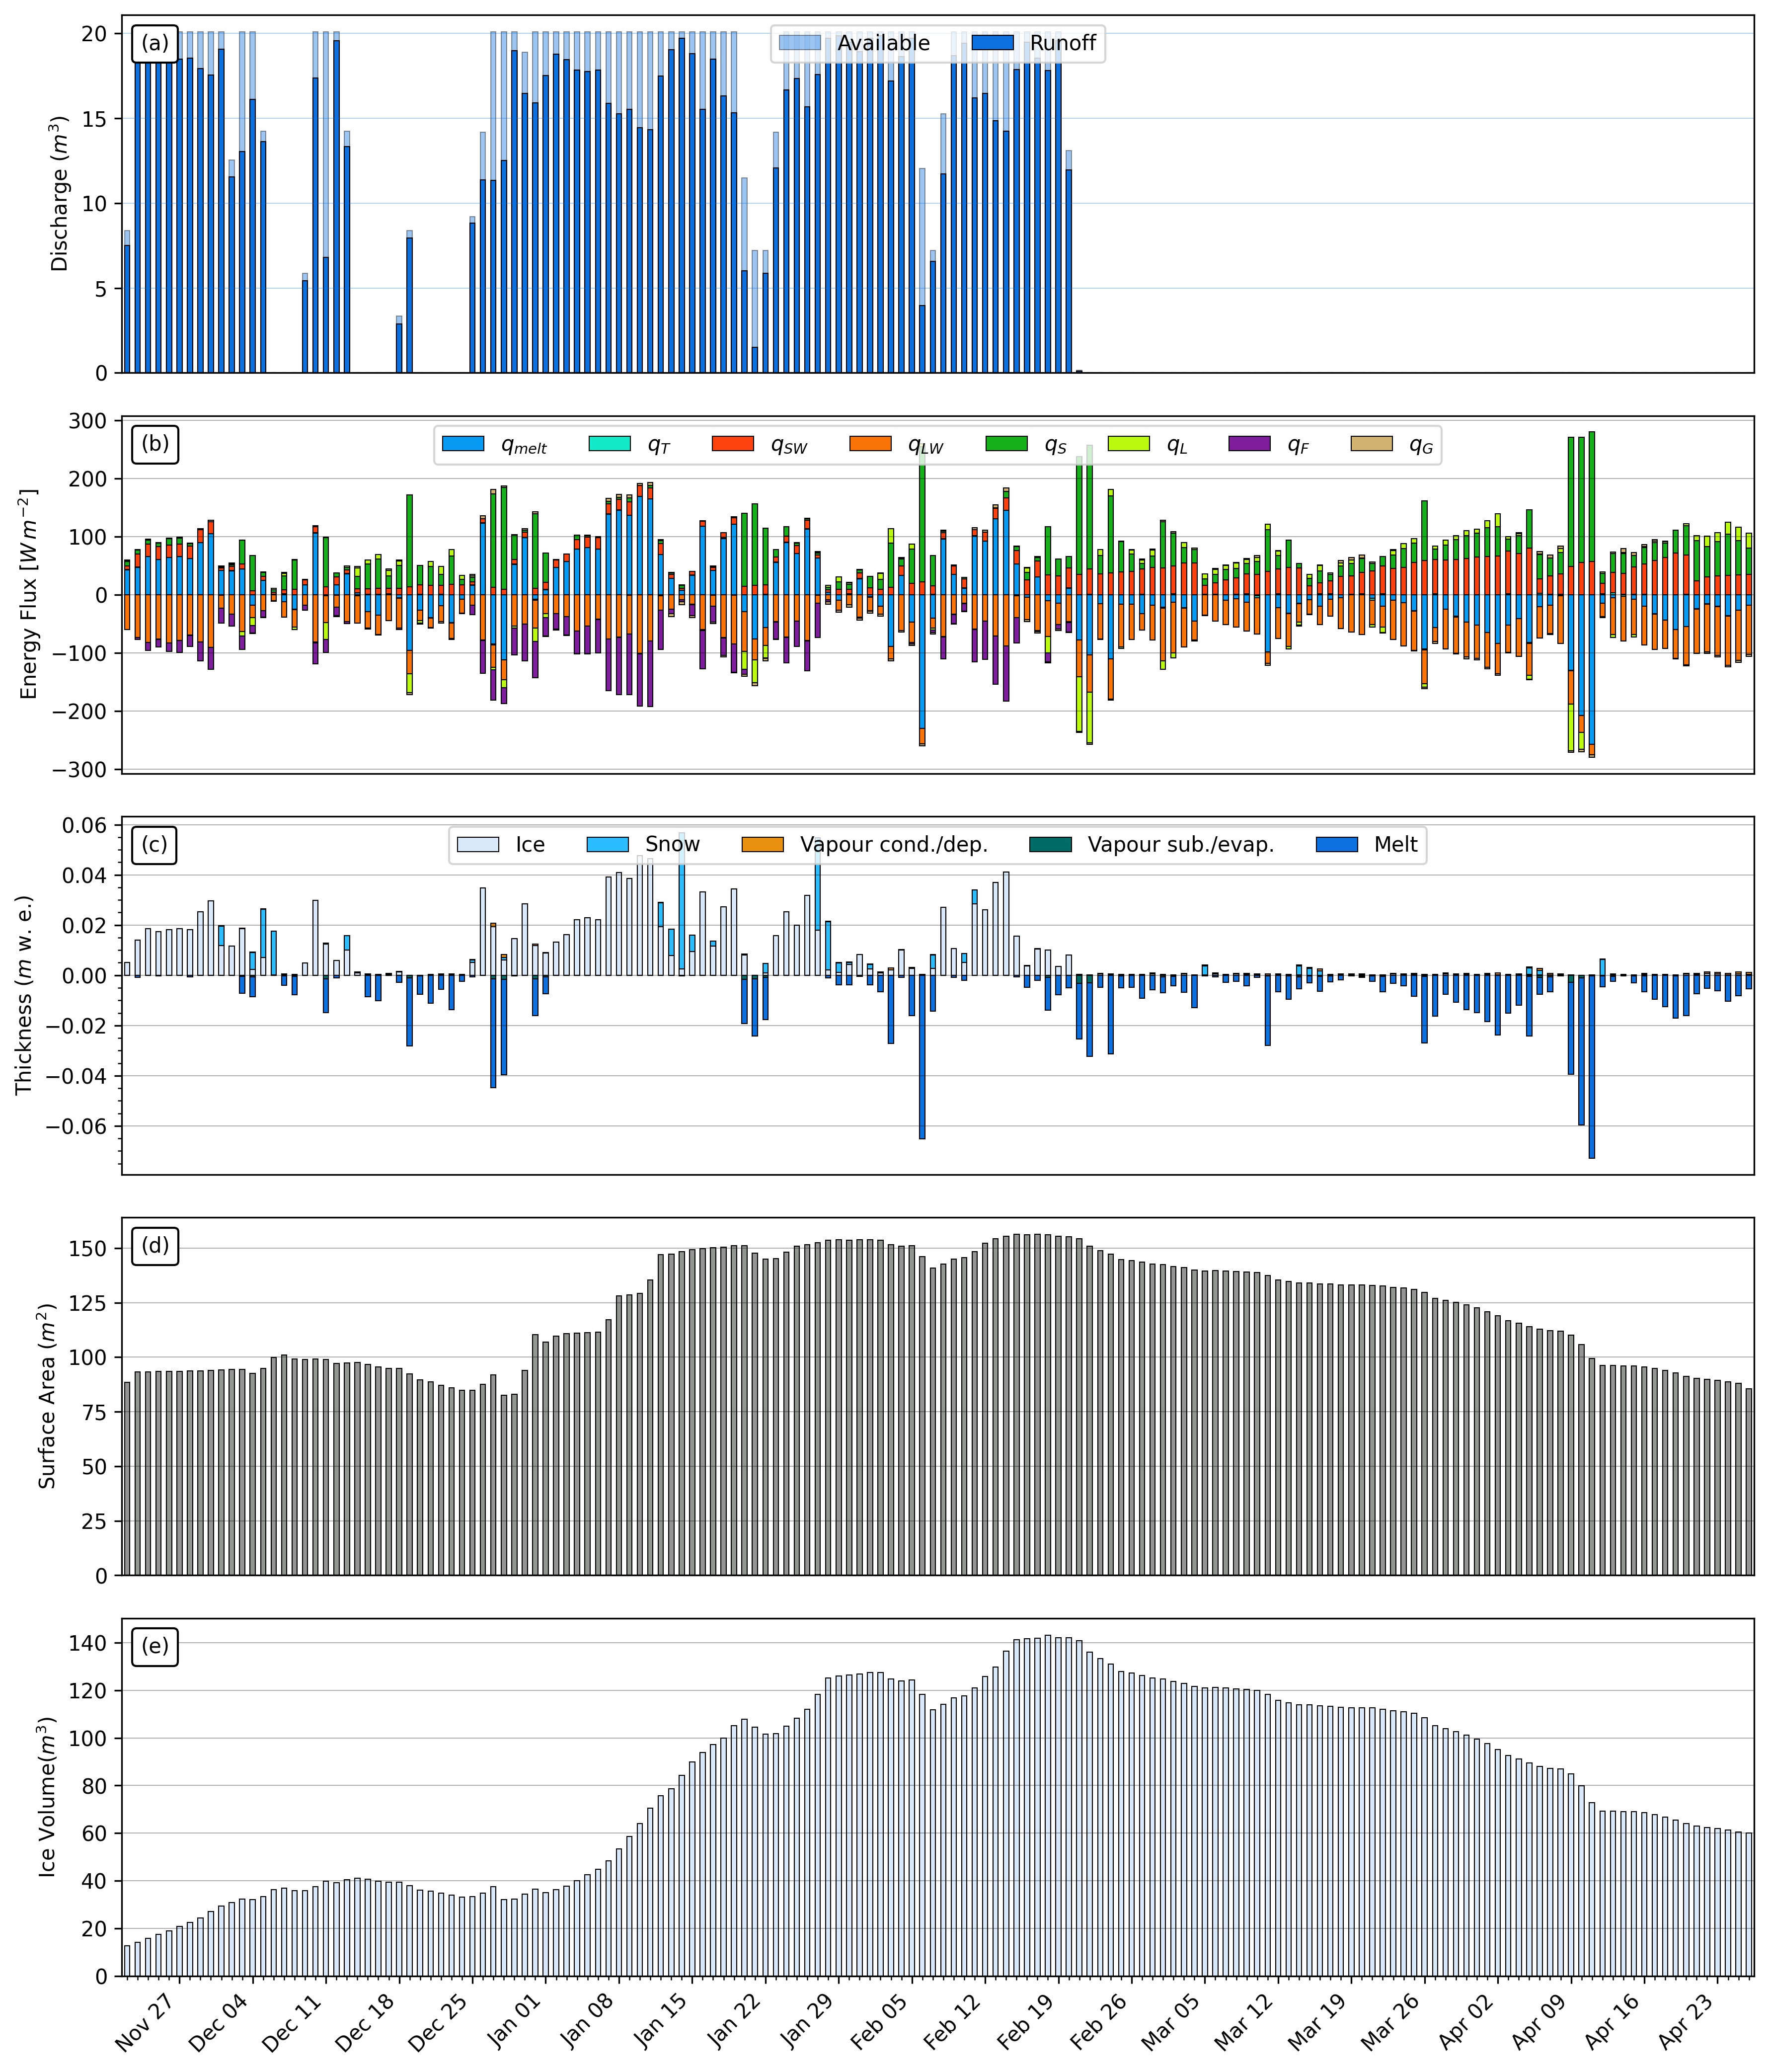 (a)
Available Runoff
20
15
10
5
0
Discharge (m³)
(b)
q_melt q_T q_SW q_LW q_S q_L q_F q_G
300
200
100
0
−100
−200
−300
Energy Flux [W m⁻²]
(c)
Ice Snow Vapour cond./dep. Vapour sub./evap. Melt
0.06
0.04
0.02
0.00
−0.02
−0.04
−0.06
Thickness (m w. e.)
(d)
150
125
100
75
50
25
0
Surface Area (m²)
(e)
140
120
100
80
60
40
20
0
Ice Volume(m³)
Nov 27 Dec 04 Dec 11 Dec 18 Dec 25 Jan 01 Jan 08 Jan 15 Jan 22 Jan 29 Feb 05 Feb 12 Feb 19 Feb 26 Mar 05 Mar 12 Mar 19 Mar 26 Apr 02 Apr 09 Apr 16 Apr 23